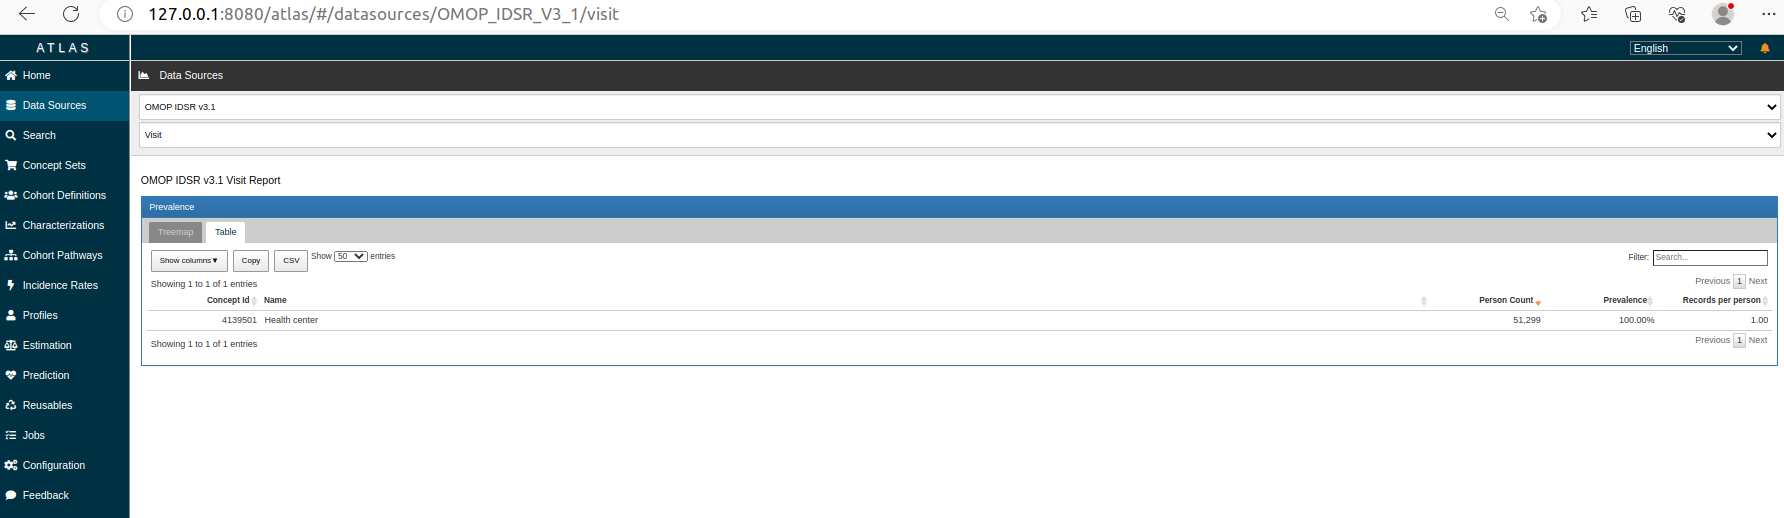 127.0.0.1:8080/atlas/#/datasources/OMOP_IDSR_V3_1/visit
ATLAS
English
Home
Data Sources
Search
Concept Sets
Cohort Definitions
Characterizations
Cohort Pathways
Incidence Rates
Profiles
Estimation
Prediction
Reusables
Jobs
Configuration
Feedback
Data Sources
OMOP IDSR v3.1
Visit
OMOP IDSR v3.1 Visit Report
Prevalence
Treemap Table
Show columns▼ Copy CSV Show 50 entries Filter: Search...
Showing 1 to 1 of 1 entries Previous 1 Next
Concept Id Name Person Count Prevalence Records per person
4139501 Health center 51,299 100.00% 1.00
Showing 1 to 1 of 1 entries Previous 1 Next